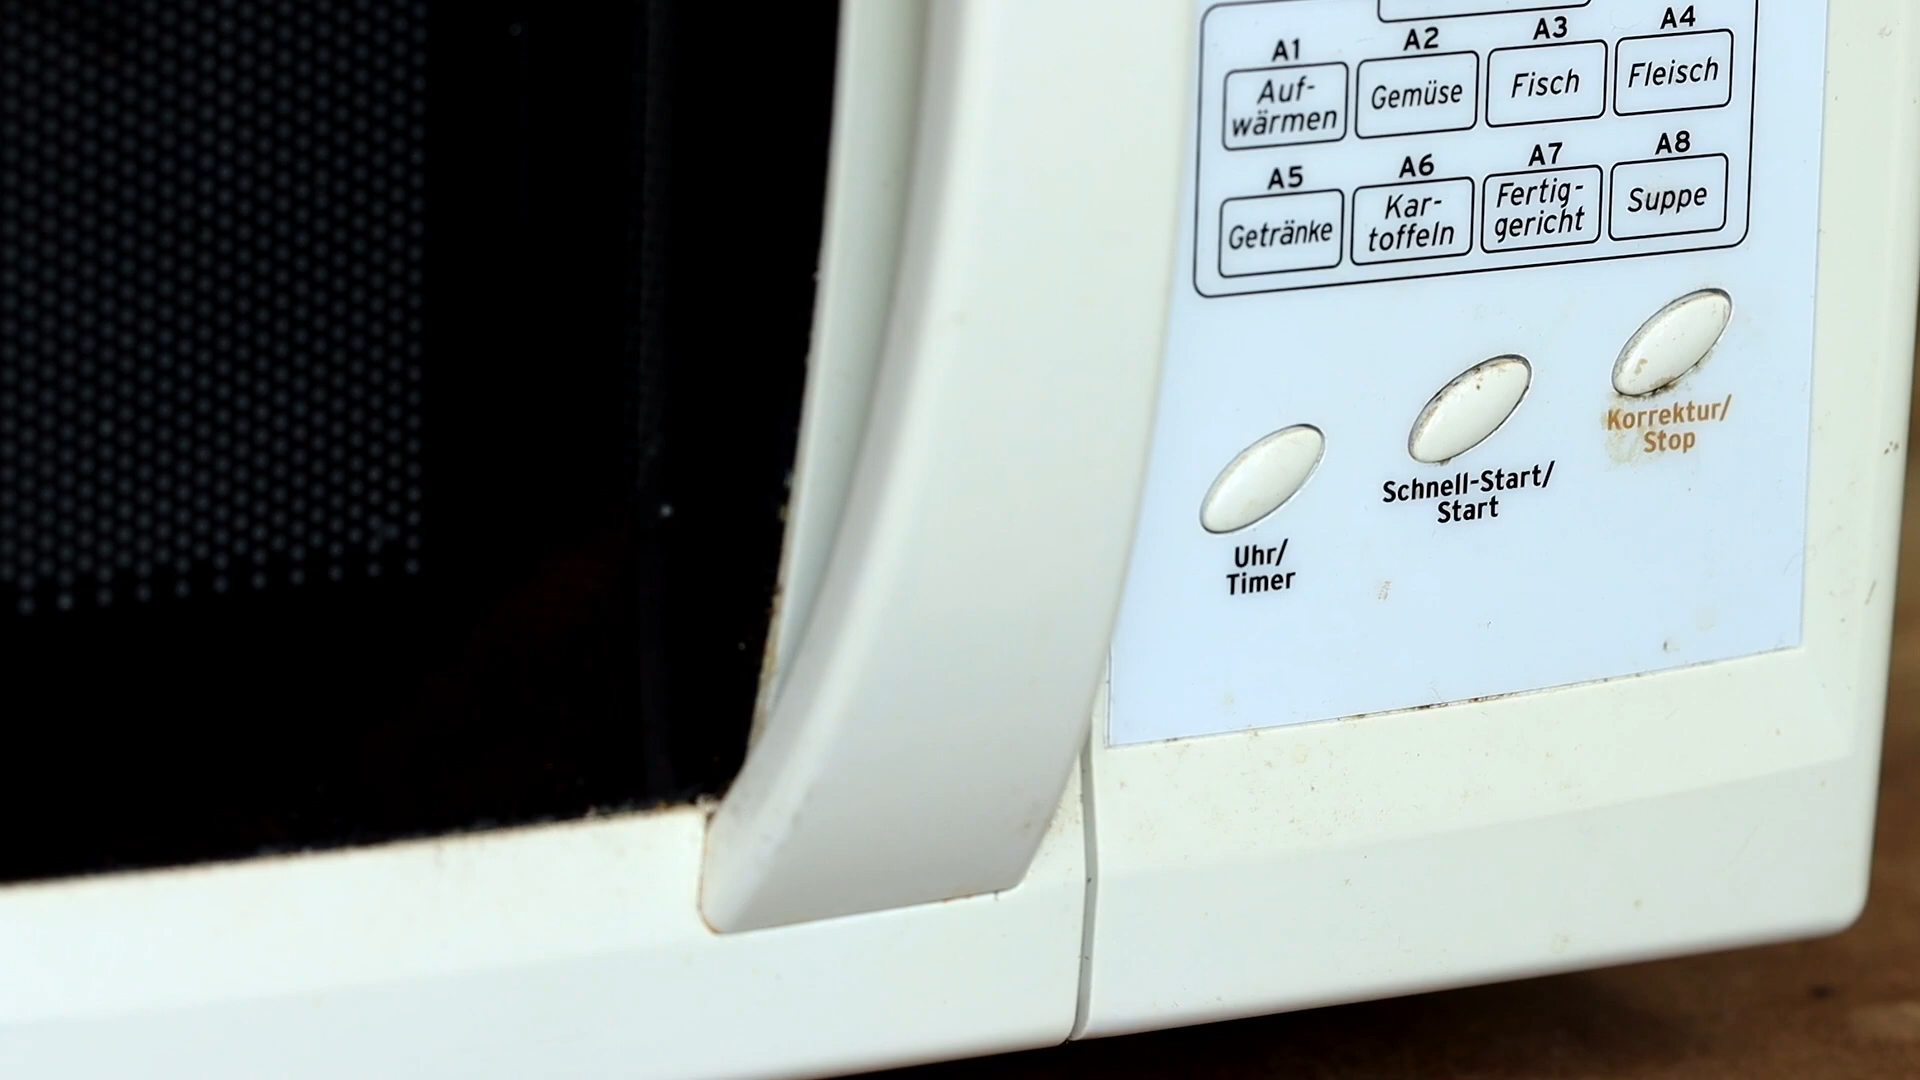 A1 A2 A3 A4
Auf-
wärmen
Gemüse
Fisch
Fleisch
A5 A6 A7 A8
Getränke
Kar-
toffeln
Fertig-
gericht
Suppe
Uhr/
Timer
Schnell-Start/
Start
Korrektur/
Stop